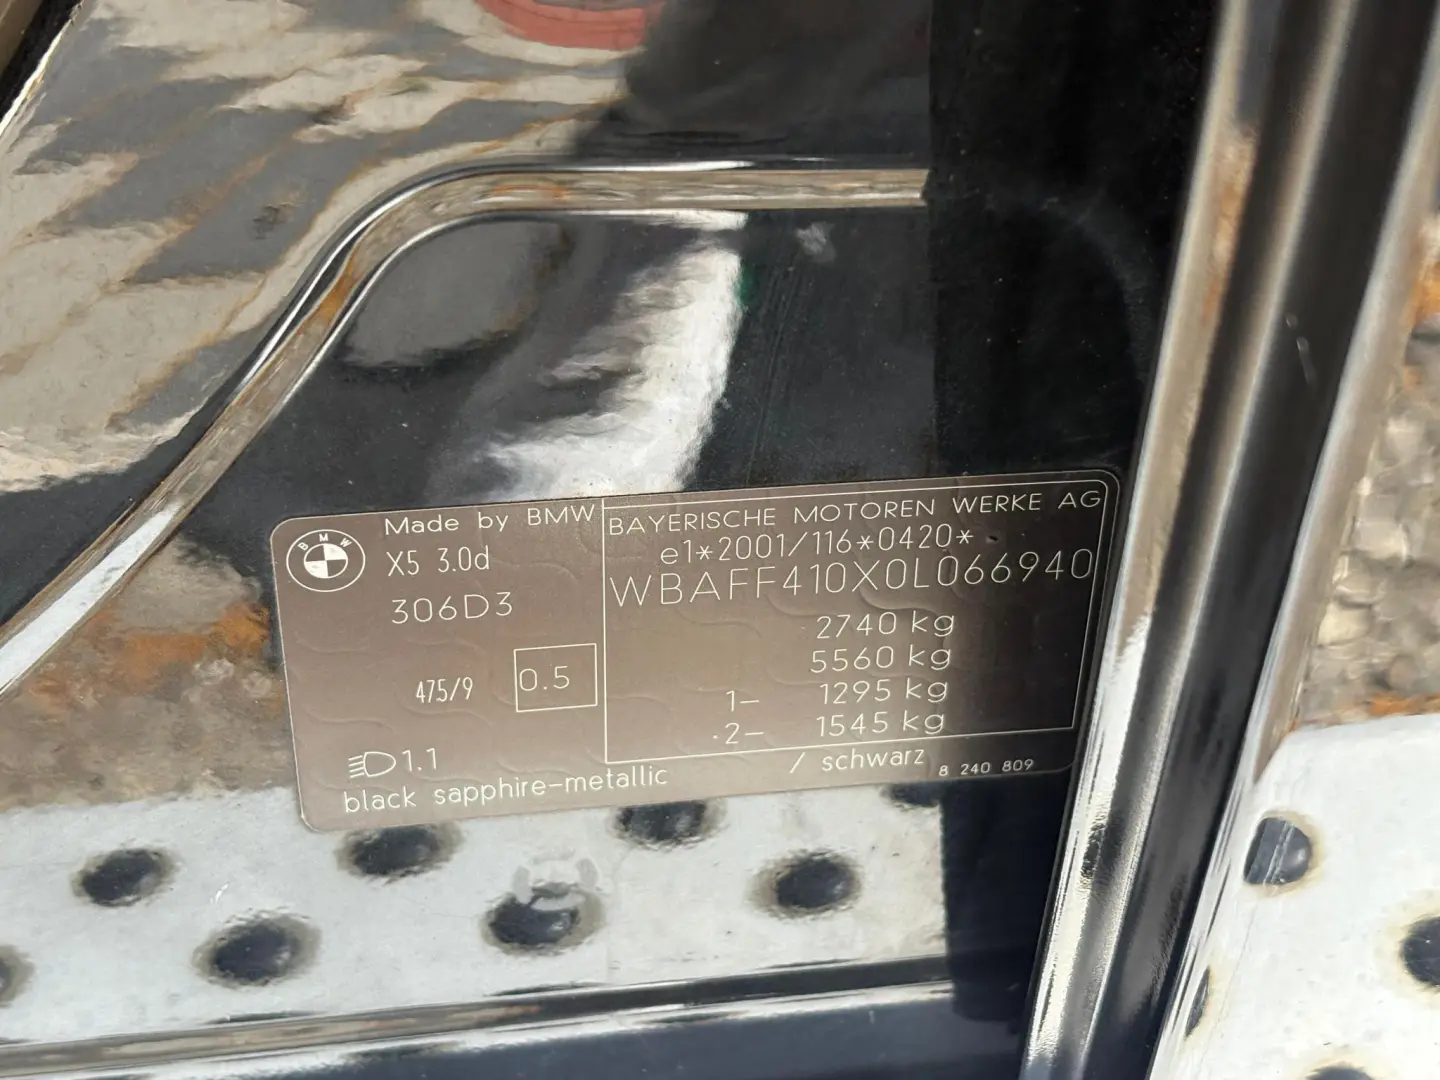 BMW
Made by BMW
X5 3.0d
306D3
475/9
0.5
1.1
black sapphire-metallic
BAYERISCHE MOTOREN WERKE AG
e1*2001/116*0420*
WBAFF410X0L066940
2740 kg
5560 kg
1- 1295 kg
2- 1545 kg
/ schwarz 8 240 809